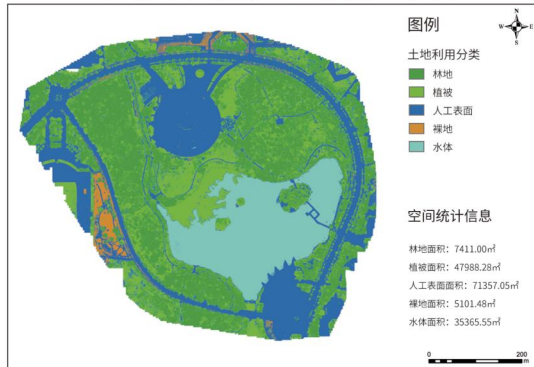 图例
N
W
E
S
土地利用分类
林地
植被
人工表面
裸地
水体
空间统计信息
林地面积：7411.00㎡
植被面积：47988.28㎡
人工表面面积：71357.05㎡
裸地面积：5101.48㎡
水体面积：35365.55㎡
0 200
m